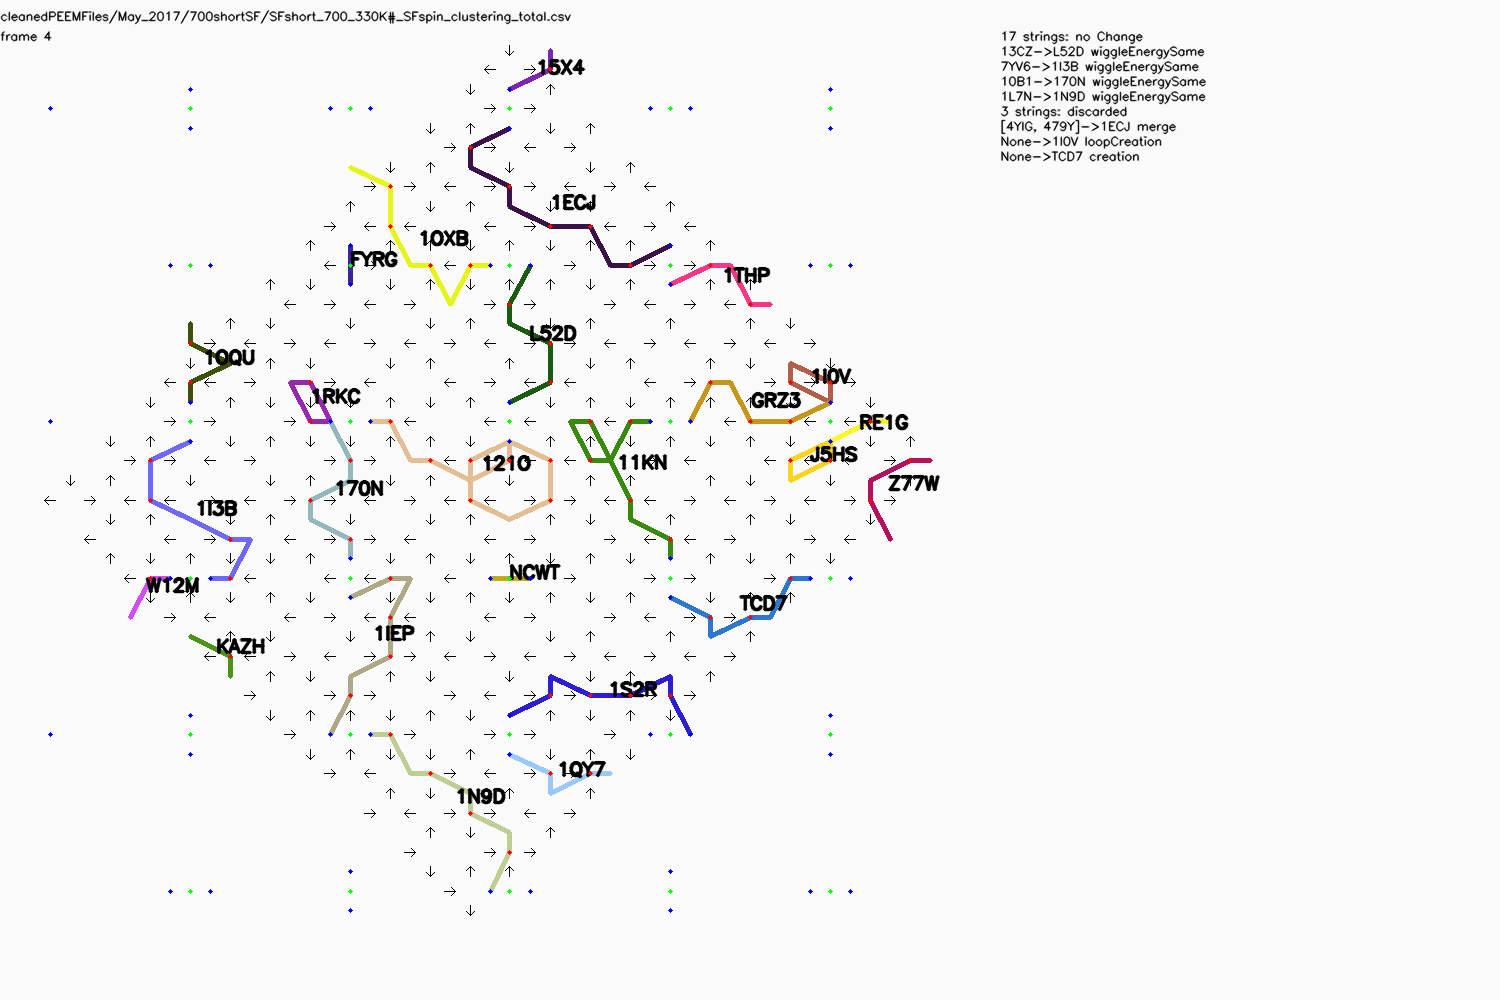 cleanedPEEMFiles/May_2017/700shortSF/SFshort_700_330K#_SFspin_clustering_total.csv
frame 4
17 strings: no Change
13CZ->L52D wiggleEnergySame
7YV6->1I3B wiggleEnergySame
10B1->170N wiggleEnergySame
1L7N->1N9D wiggleEnergySame
3 strings: discarded
[4YIG, 479Y]->1ECJ merge
None->1I0V loopCreation
None->TCD7 creation
15X4
1ECJ
10XB
FYRG
1THP
L52D
10QU
1I0V
1RKC
GRZ3
RE1G
J5HS
121O
11KN
Z77W
170N
1I3B
NCWT
W12M
TCD7
1IEP
KAZH
1S2R
1QY7
1N9D